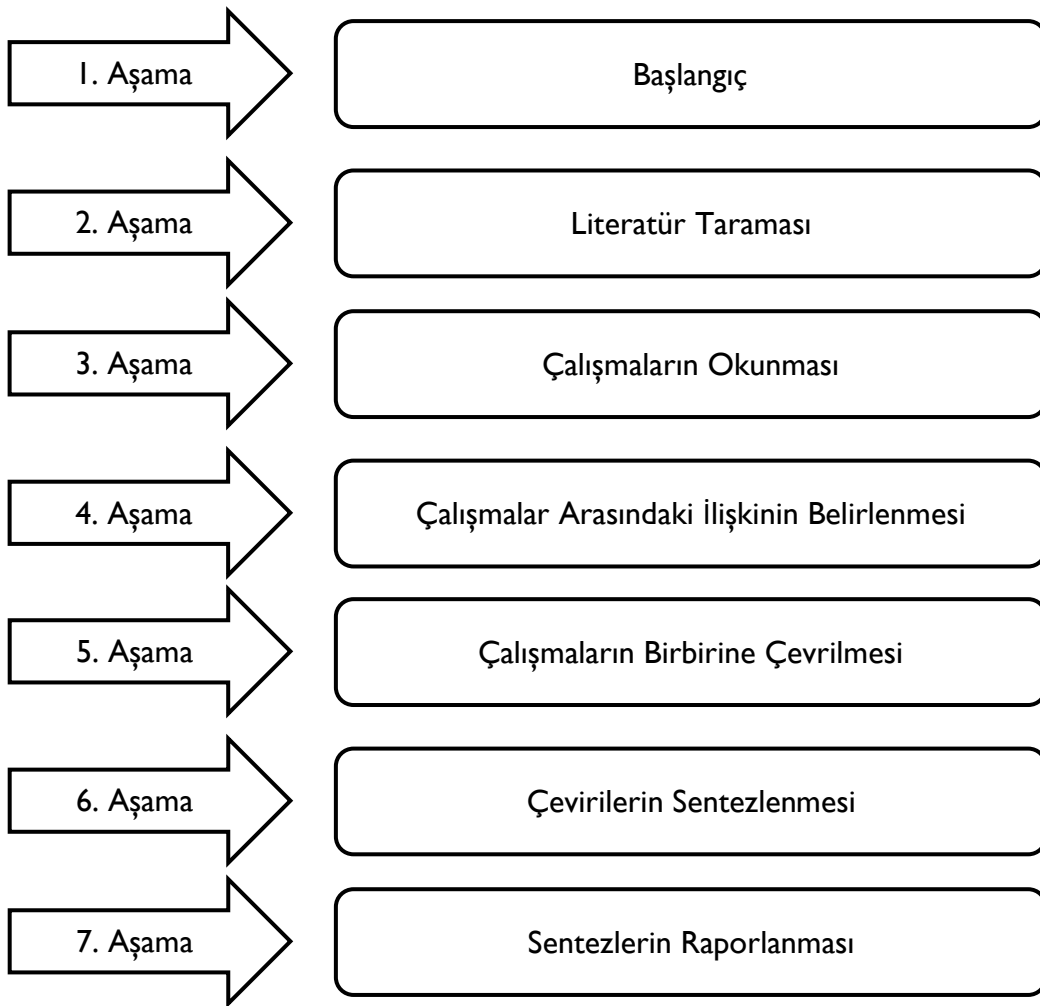 1. Aşama
Başlangıç
2. Aşama
Literatür Taraması
3. Aşama
Çalışmaların Okunması
4. Aşama
Çalışmalar Arasındaki İlişkinin Belirlenmesi
5. Aşama
Çalışmaların Birbirine Çevrilmesi
6. Aşama
Çevirilerin Sentezlenmesi
7. Aşama
Sentezlerin Raporlanması